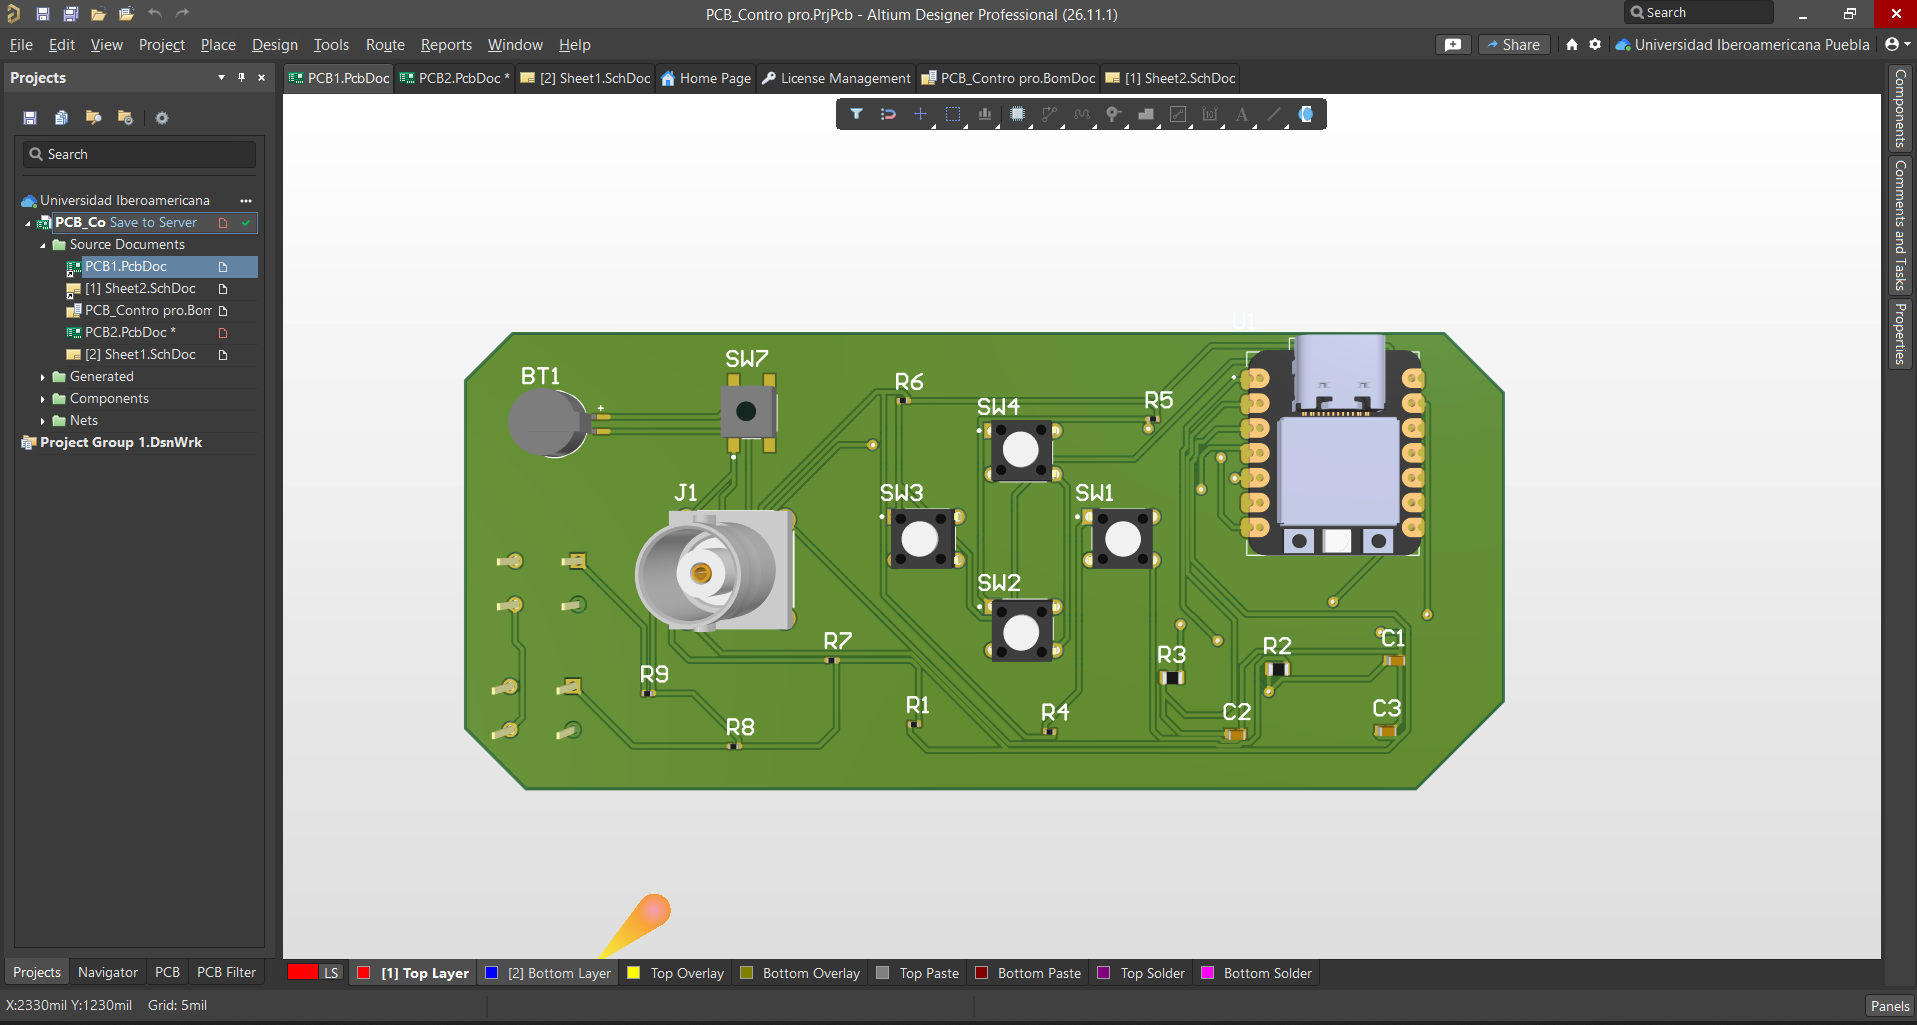 PCB_Contro pro.PrjPcb - Altium Designer Professional (26.11.1)
Search
File Edit View Project Place Design Tools Route Reports Window Help
Share
Universidad Iberoamericana Puebla
Projects
PCB1.PcbDoc
PCB2.PcbDoc *
[2] Sheet1.SchDoc
Home Page
License Management
PCB_Contro pro.BomDoc
[1] Sheet2.SchDoc
Search
Universidad Iberoamericana
PCB_Co Save to Server
Source Documents
PCB1.PcbDoc
[1] Sheet2.SchDoc
PCB_Contro pro.Bom
PCB2.PcbDoc *
[2] Sheet1.SchDoc
Generated
Components
Nets
Project Group 1.DsnWrk
Components
Comments and Tasks
Properties
U1
SW7
BT1
R6
R5
SW4
J1
SW3
SW1
SW2
R7
R3
R2
C1
R9
R1
R4
C2
C3
R8
Projects
Navigator
PCB
PCB Filter
LS
[1] Top Layer
[2] Bottom Layer
Top Overlay
Bottom Overlay
Top Paste
Bottom Paste
Top Solder
Bottom Solder
X:2330mil Y:1230mil Grid: 5mil
Panels